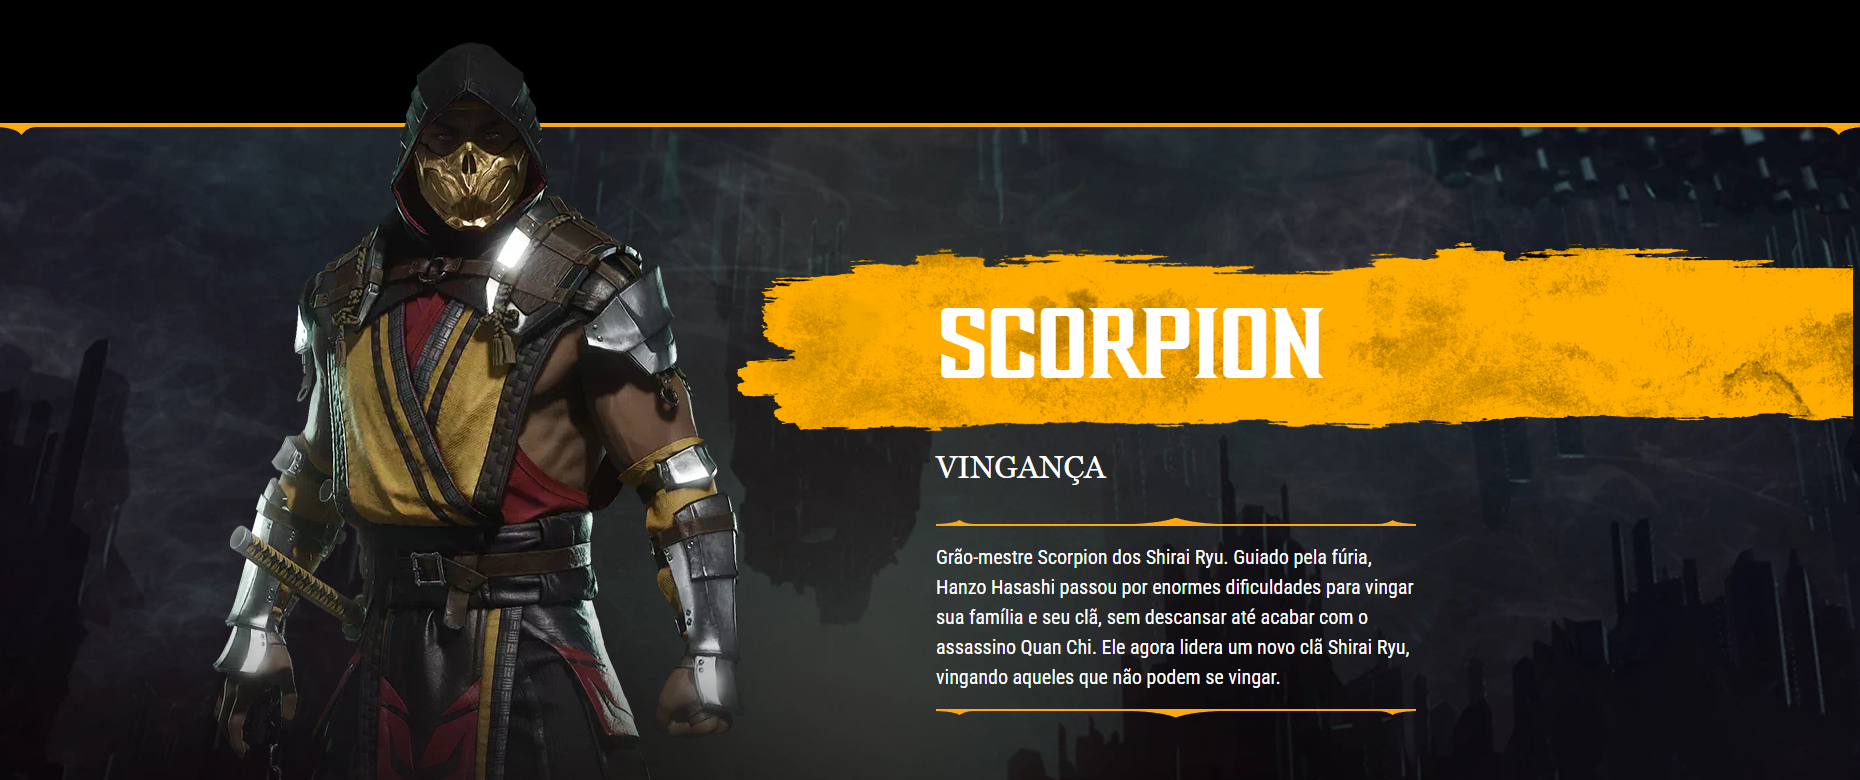 SCORPION
VINGANÇA
Grão-mestre Scorpion dos Shirai Ryu. Guiado pela fúria,
Hanzo Hasashi passou por enormes dificuldades para vingar
sua família e seu clã, sem descansar até acabar com o
assassino Quan Chi. Ele agora lidera um novo clã Shirai Ryu,
vingando aqueles que não podem se vingar.